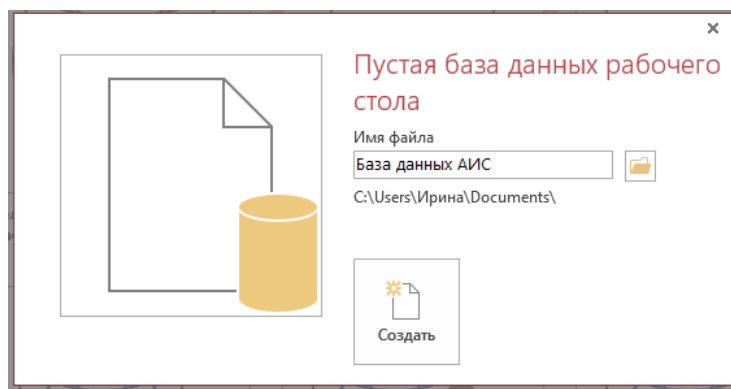 Пустая база данных рабочего
стола
Имя файла
База данных АИС
C:\Users\Ирина\Documents\
Создать